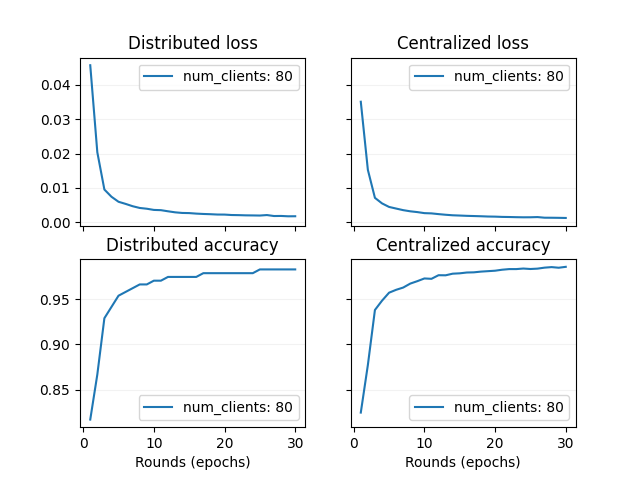 Distributed loss
Centralized loss
num_clients: 80
num_clients: 80
0.04
0.03
0.02
0.01
0.00
Distributed accuracy
Centralized accuracy
0.95
0.90
0.85
num_clients: 80
num_clients: 80
0 10 20 30
0 10 20 30
Rounds (epochs)
Rounds (epochs)